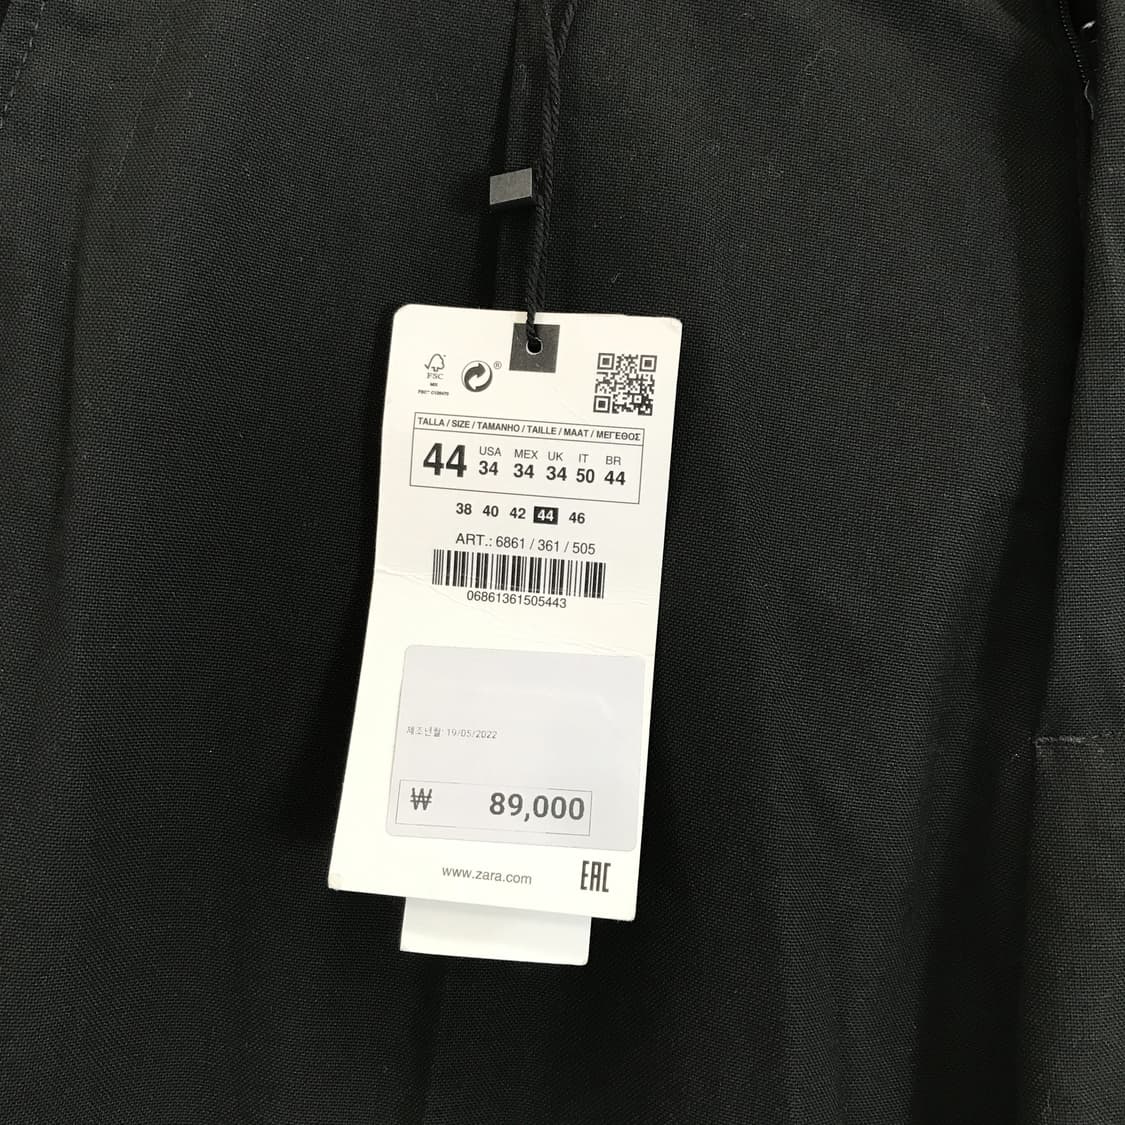 FSC
MIX
®
TALLA / SIZE / TAMANHO / TAILLE / MAAT / ΜΕΓΕΘΟΣ
44 USA 34 MEX 34 UK 34 IT 50 BR 44
38 40 42 44 46
ART.: 6861 / 361 / 505
06861361505443
제조년월: 19/05/2022
₩ 89,000
www.zara.com
EAC